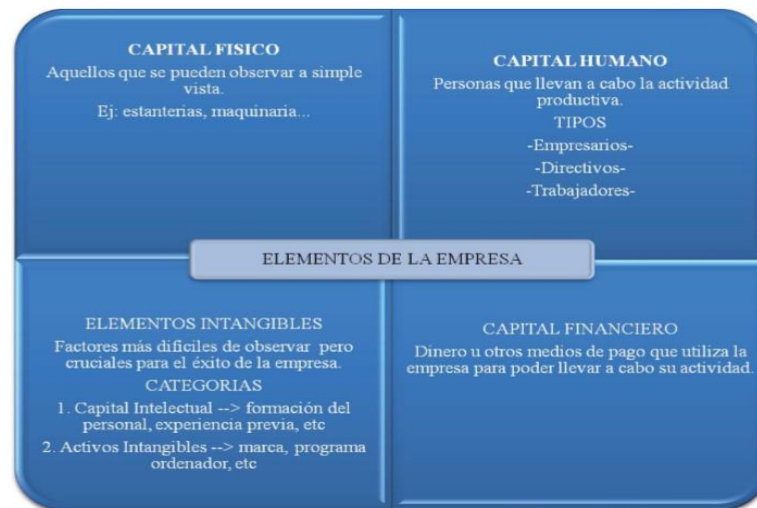 CAPITAL FISICO
Aquellos que se pueden observar a simple
vista.
Ej: estanterias, maquinaria...
CAPITAL HUMANO
Personas que llevan a cabo la actividad
productiva.
TIPOS
-Empresarios-
-Directivos-
-Trabajadores-
ELEMENTOS DE LA EMPRESA
ELEMENTOS INTANGIBLES
Factores más difíciles de observar pero
cruciales para el éxito de la empresa.
CATEGORIAS
1. Capital Intelectual --> formación del
personal, experiencia previa, etc
2. Activos Intangibles --> marca, programa
ordenador, etc
CAPITAL FINANCIERO
Dinero u otros medios de pago que utiliza la
empresa para poder llevar a cabo su actividad.